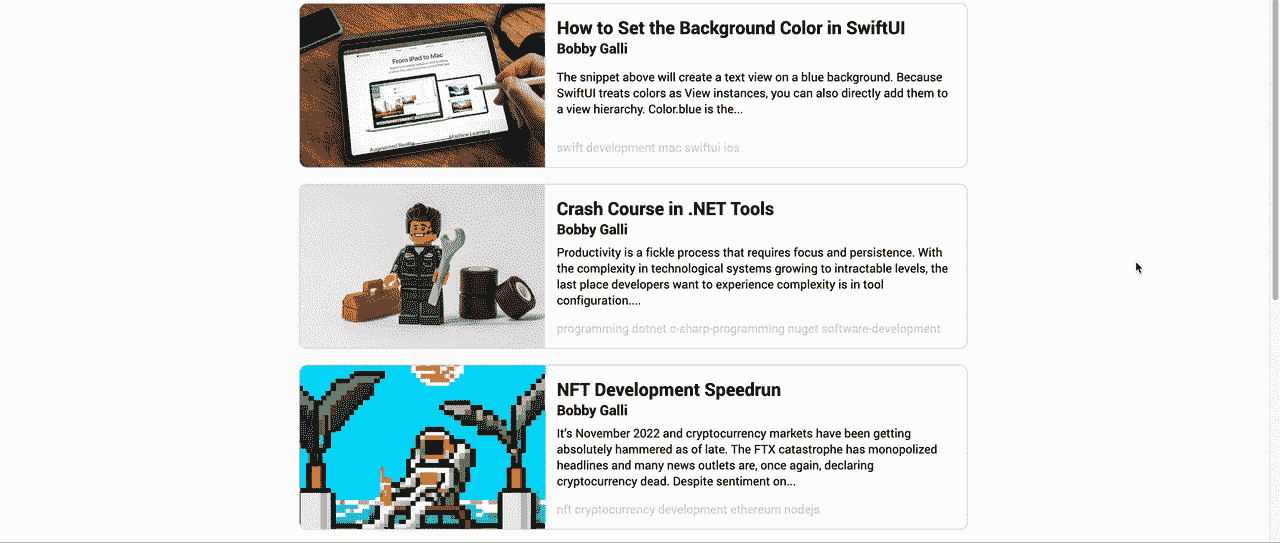 From iPad to Mac
Augmented Reality
Machine Learning
How to Set the Background Color in SwiftUI
Bobby Galli
The snippet above will create a text view on a blue background. Because
SwiftUI treats colors as View instances, you can also directly add them to
a view hierarchy. Color.blue is the...
swift development mac swiftui ios
Crash Course in .NET Tools
Bobby Galli
Productivity is a fickle process that requires focus and persistence. With
the complexity in technological systems growing to intractable levels, the
last place developers want to experience complexity is in tool
configuration....
programming dotnet c-sharp-programming nuget software-development
NFT Development Speedrun
Bobby Galli
It's November 2022 and cryptocurrency markets have been getting
absolutely hammered as of late. The FTX catastrophe has monopolized
headlines and many news outlets are, once again, declaring
cryptocurrency dead. Despite sentiment on...
nft cryptocurrency development ethereum nodejs